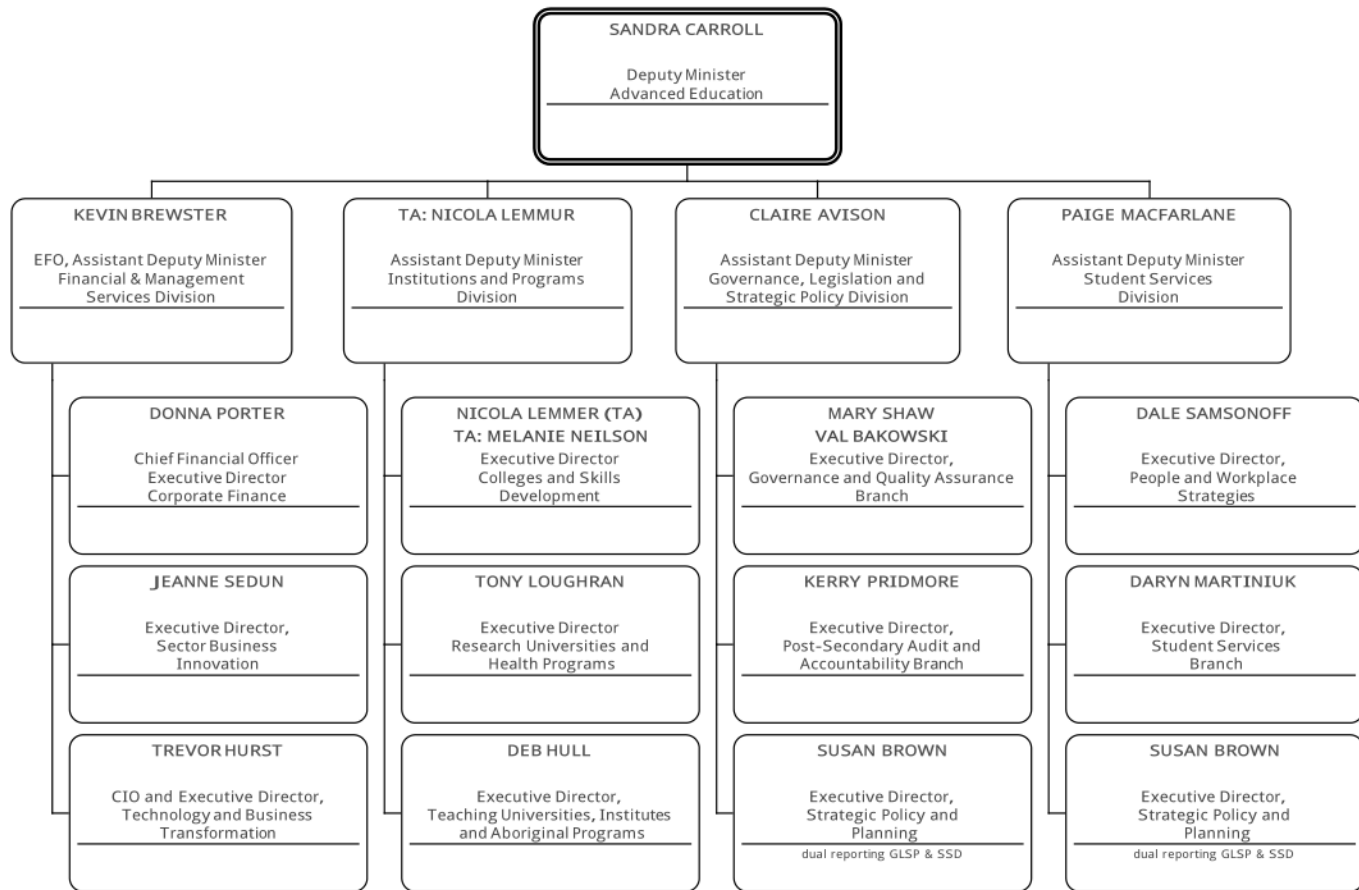 SANDRA CARROLL
Deputy Minister
Advanced Education
KEVIN BREWSTER
EFO, Assistant Deputy Minister
Financial & Management
Services Division
TA: NICOLA LEMMUR
Assistant Deputy Minister
Institutions and Programs
Division
CLAIRE AVISON
Assistant Deputy Minister
Governance, Legislation and
Strategic Policy Division
PAIGE MACFARLANE
Assistant Deputy Minister
Student Services
Division
DONNA PORTER
Chief Financial Officer
Executive Director
Corporate Finance
NICOLA LEMMER (TA)
TA: MELANIE NEILSON
Executive Director
Colleges and Skills
Development
MARY SHAW
VAL BAKOWSKI
Executive Director,
Governance and Quality Assurance
Branch
DALE SAMSONOFF
Executive Director,
People and Workplace
Strategies
JEANNE SEDUN
Executive Director,
Sector Business
Innovation
TONY LOUGHRAN
Executive Director
Research Universities and
Health Programs
KERRY PRIDMORE
Executive Director,
Post-Secondary Audit and
Accountability Branch
DARYN MARTINIUK
Executive Director,
Student Services
Branch
TREVOR HURST
CIO and Executive Director,
Technology and Business
Transformation
DEB HULL
Executive Director,
Teaching Universities, Institutes
and Aboriginal Programs
SUSAN BROWN
Executive Director,
Strategic Policy and
Planning
dual reporting GLSP & SSD
SUSAN BROWN
Executive Director,
Strategic Policy and
Planning
dual reporting GLSP & SSD